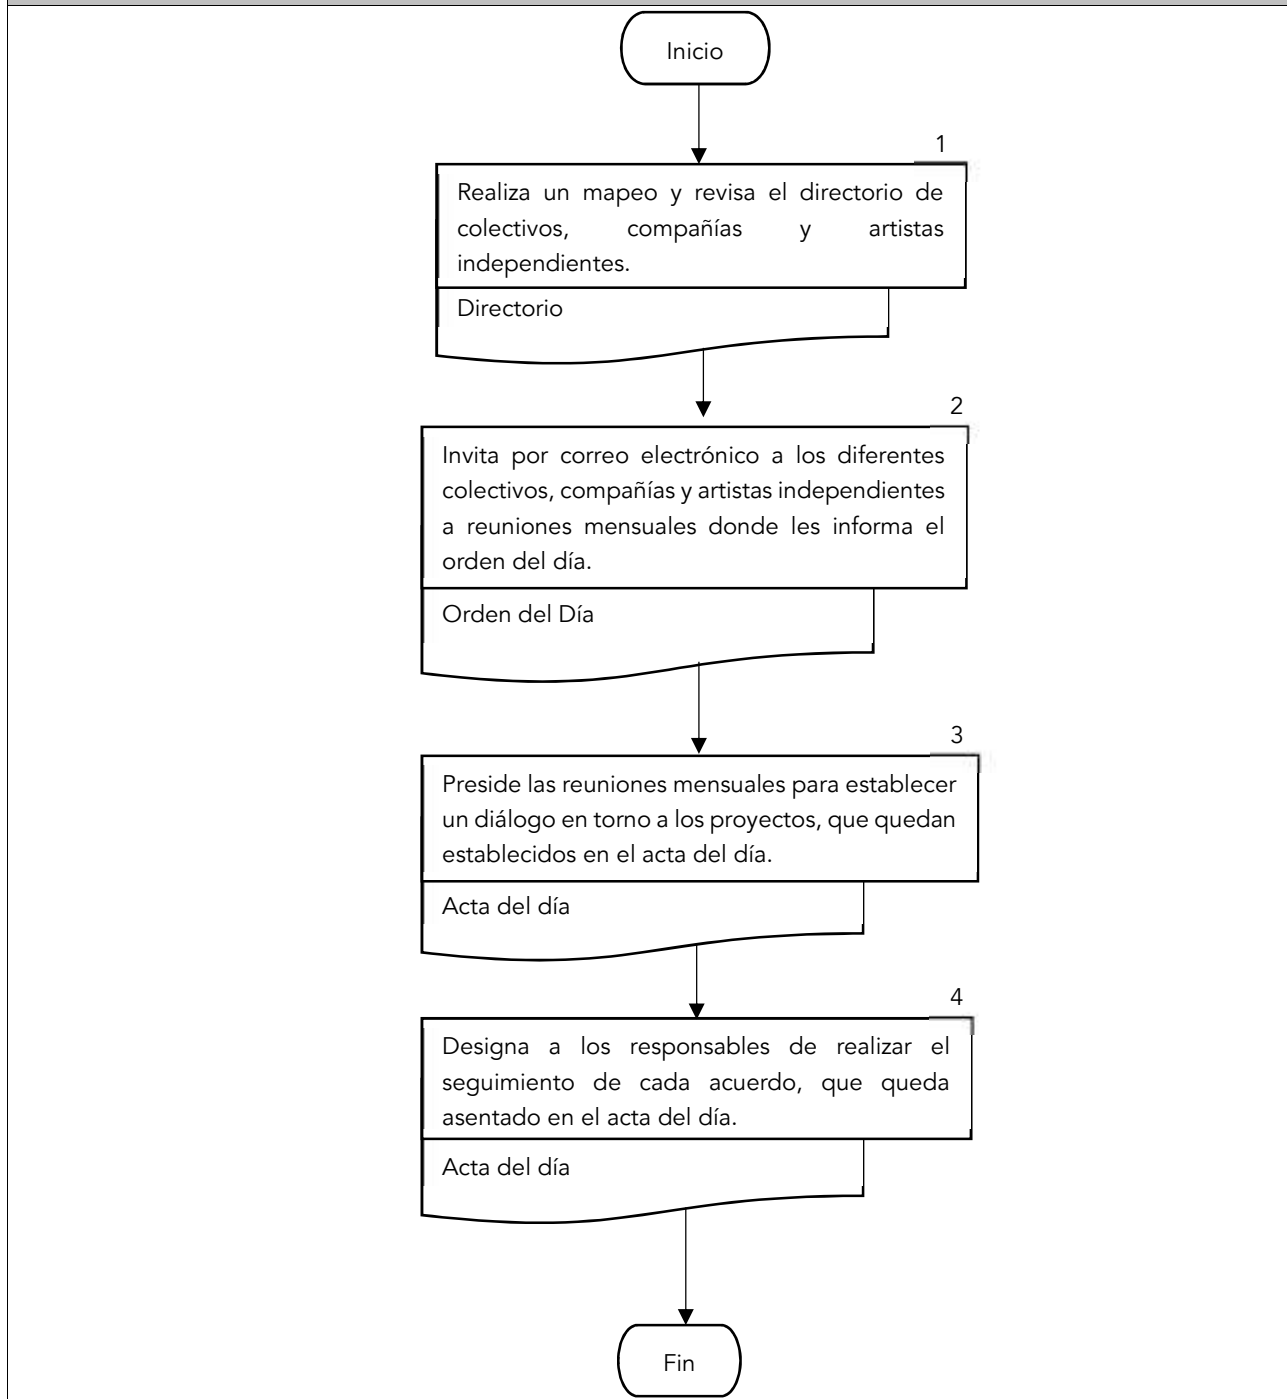 Inicio
1
Realiza un mapeo y revisa el directorio de
colectivos, compañías y artistas
independientes.
Directorio
2
Invita por correo electrónico a los diferentes
colectivos, compañías y artistas independientes
a reuniones mensuales donde les informa el
orden del día.
Orden del Día
3
Preside las reuniones mensuales para establecer
un diálogo en torno a los proyectos, que quedan
establecidos en el acta del día.
Acta del día
4
Designa a los responsables de realizar el
seguimiento de cada acuerdo, que queda
asentado en el acta del día.
Acta del día
Fin